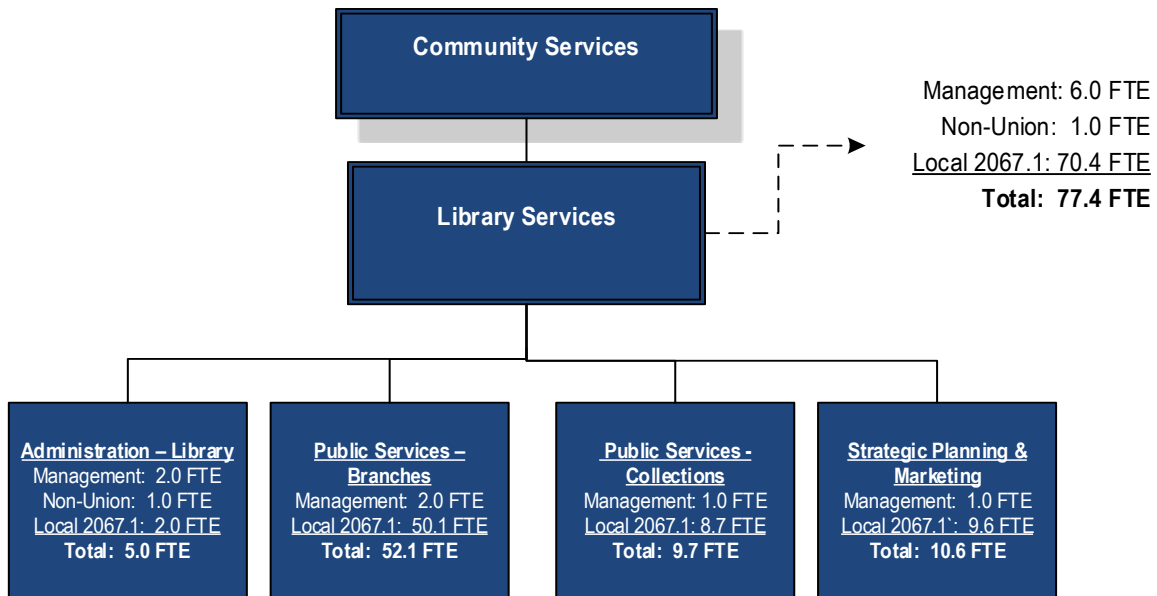 Community Services
Management: 6.0 FTE
Non-Union: 1.0 FTE
Local 2067.1: 70.4 FTE
Total: 77.4 FTE
Library Services
Administration – Library
Management: 2.0 FTE
Non-Union: 1.0 FTE
Local 2067.1: 2.0 FTE
Total: 5.0 FTE
Public Services –
Branches
Management: 2.0 FTE
Local 2067.1: 50.1 FTE
Total: 52.1 FTE
Public Services -
Collections
Management: 1.0 FTE
Local 2067.1: 8.7 FTE
Total: 9.7 FTE
Strategic Planning &
Marketing
Management: 1.0 FTE
Local 2067.1`: 9.6 FTE
Total: 10.6 FTE